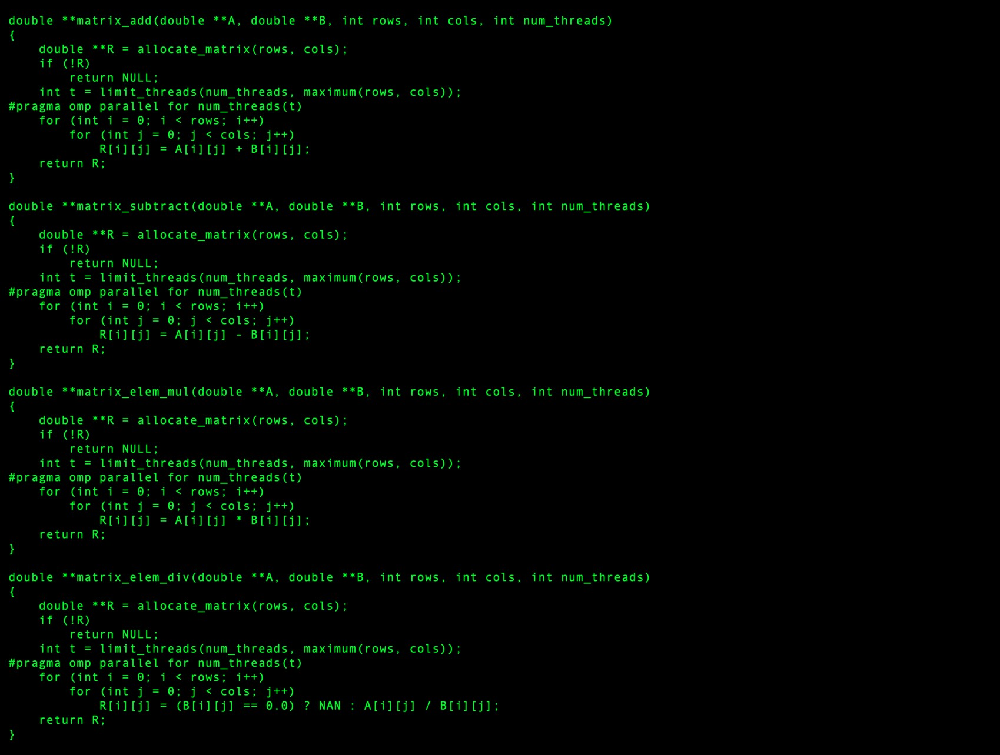 double **matrix_add(double **A, double **B, int rows, int cols, int num_threads)
{
    double **R = allocate_matrix(rows, cols);
    if (!R)
        return NULL;
    int t = limit_threads(num_threads, maximum(rows, cols));
#pragma omp parallel for num_threads(t)
    for (int i = 0; i < rows; i++)
        for (int j = 0; j < cols; j++)
            R[i][j] = A[i][j] + B[i][j];
    return R;
}

double **matrix_subtract(double **A, double **B, int rows, int cols, int num_threads)
{
    double **R = allocate_matrix(rows, cols);
    if (!R)
        return NULL;
    int t = limit_threads(num_threads, maximum(rows, cols));
#pragma omp parallel for num_threads(t)
    for (int i = 0; i < rows; i++)
        for (int j = 0; j < cols; j++)
            R[i][j] = A[i][j] - B[i][j];
    return R;
}

double **matrix_elem_mul(double **A, double **B, int rows, int cols, int num_threads)
{
    double **R = allocate_matrix(rows, cols);
    if (!R)
        return NULL;
    int t = limit_threads(num_threads, maximum(rows, cols));
#pragma omp parallel for num_threads(t)
    for (int i = 0; i < rows; i++)
        for (int j = 0; j < cols; j++)
            R[i][j] = A[i][j] * B[i][j];
    return R;
}

double **matrix_elem_div(double **A, double **B, int rows, int cols, int num_threads)
{
    double **R = allocate_matrix(rows, cols);
    if (!R)
        return NULL;
    int t = limit_threads(num_threads, maximum(rows, cols));
#pragma omp parallel for num_threads(t)
    for (int i = 0; i < rows; i++)
        for (int j = 0; j < cols; j++)
            R[i][j] = (B[i][j] == 0.0) ? NAN : A[i][j] / B[i][j];
    return R;
}